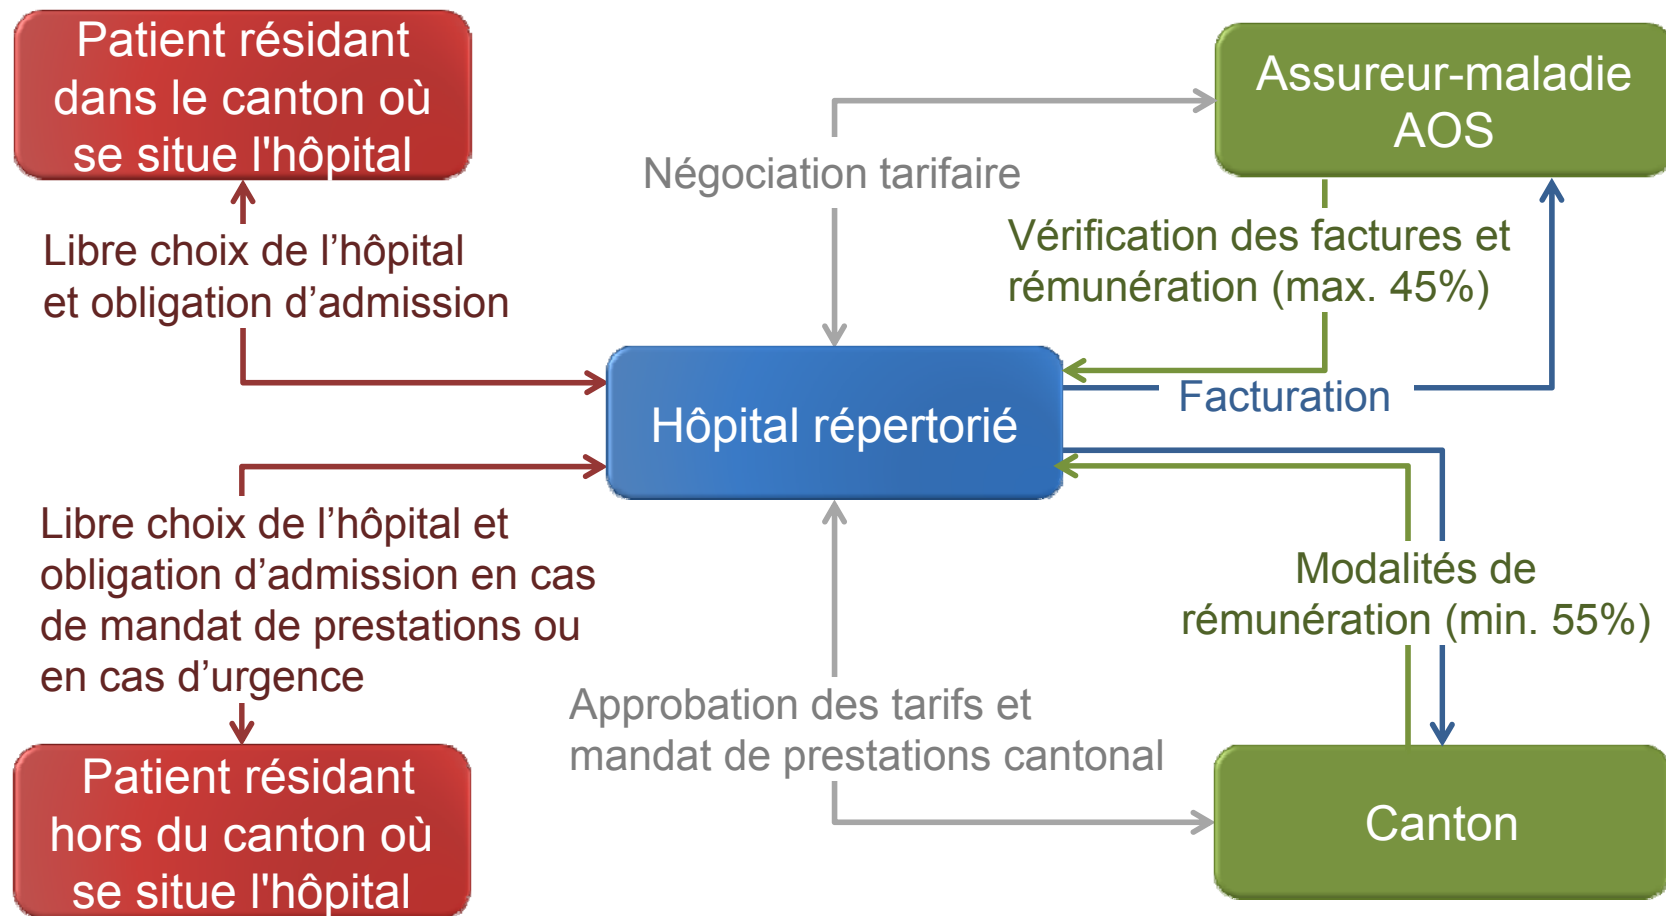 Patient résidant
dans le canton où
se situe l'hôpital
Assureur-maladie
AOS
Négociation tarifaire
Libre choix de l’hôpital
et obligation d’admission
Vérification des factures et
rémunération (max. 45%)
Facturation
Hôpital répertorié
Libre choix de l’hôpital et
obligation d’admission en cas
de mandat de prestations ou
en cas d’urgence
Modalités de
rémunération (min. 55%)
Approbation des tarifs et
mandat de prestations cantonal
Patient résidant
hors du canton où
se situe l'hôpital
Canton